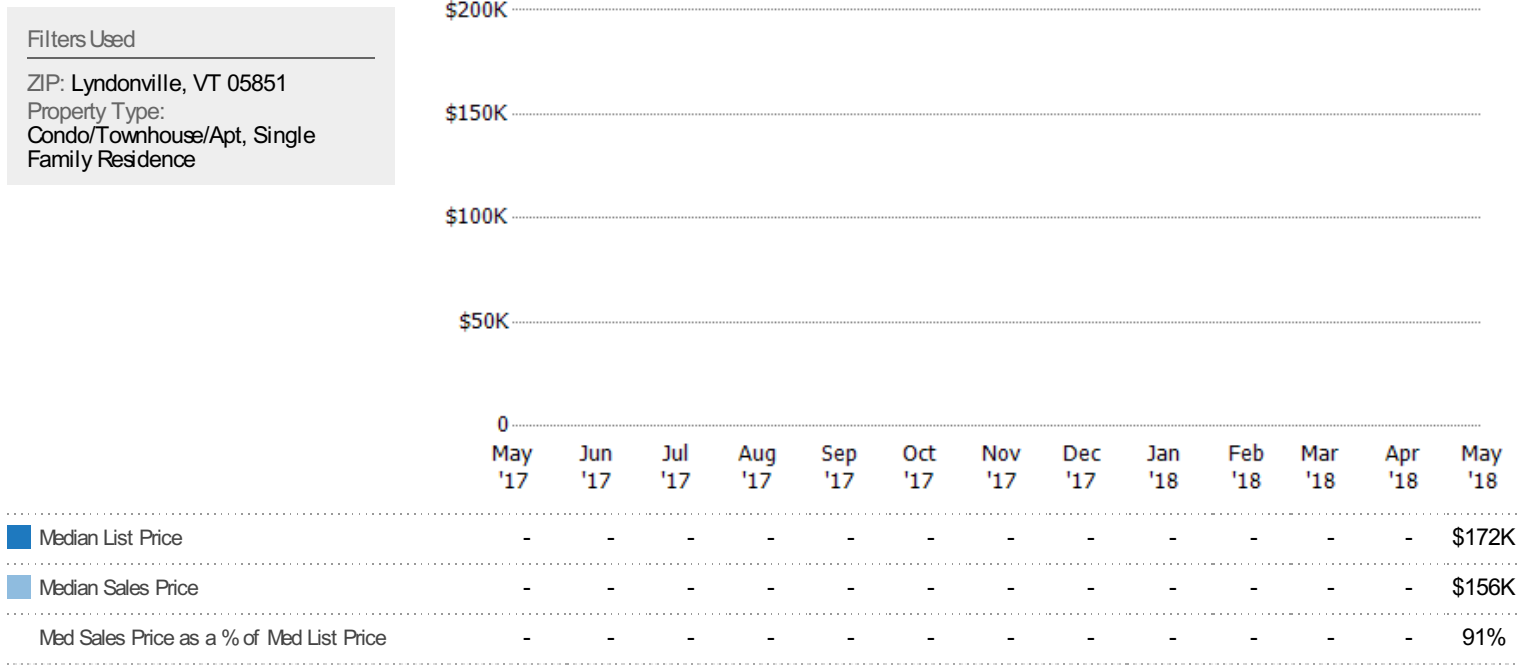 Filters Used
ZIP: Lyndonville, VT 05851
Property Type:
Condo/Townhouse/Apt, Single
Family Residence
$200K
$150K
$100K
$50K
0
May Jun Jul Aug Sep Oct Nov Dec Jan Feb Mar Apr May
'17 '17 '17 '17 '17 '17 '17 '17 '18 '18 '18 '18 '18
Median List Price - - - - - - - - - - - - $172K
Median Sales Price - - - - - - - - - - - - $156K
Med Sales Price as a % of Med List Price - - - - - - - - - - - - 91%